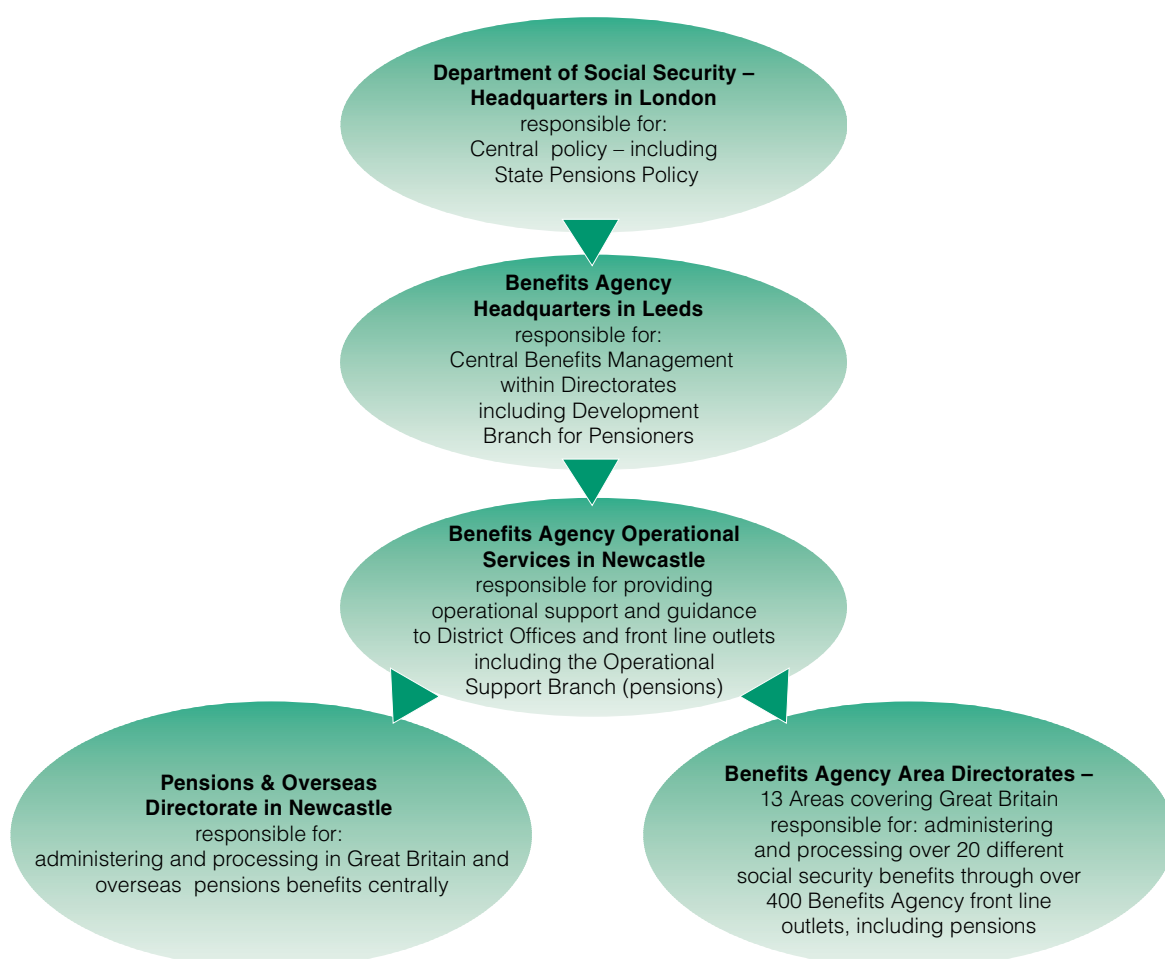 Department of Social Security –
Headquarters in London
responsible for:
Central policy – including
State Pensions Policy
Benefits Agency
Headquarters in Leeds
responsible for:
Central Benefits Management
within Directorates
including Development
Branch for Pensioners
Benefits Agency Operational
Services in Newcastle
responsible for providing
operational support and guidance
to District Offices and front line outlets
including the Operational
Support Branch (pensions)
Pensions & Overseas
Directorate in Newcastle
responsible for:
administering and processing in Great Britain and
overseas pensions benefits centrally
Benefits Agency Area Directorates –
13 Areas covering Great Britain
responsible for: administering
and processing over 20 different
social security benefits through over
400 Benefits Agency front line
outlets, including pensions